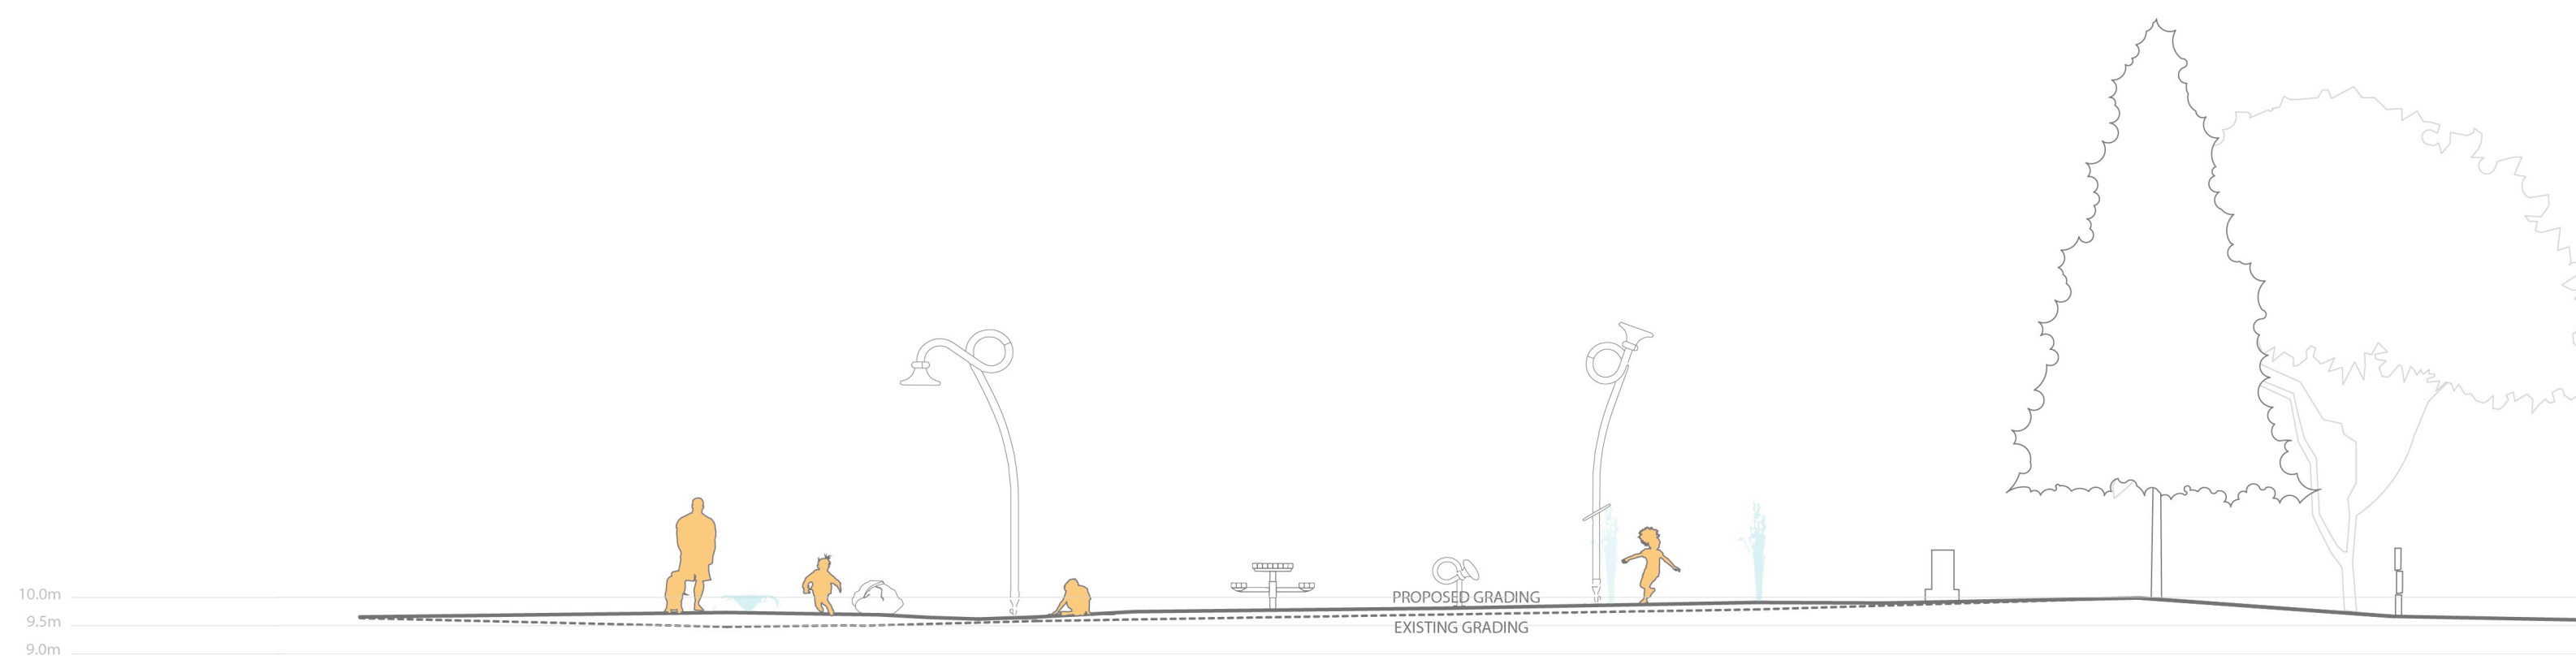 10.0m
PROPOSED GRADING
9.5m
EXISTING GRADING
9.0m